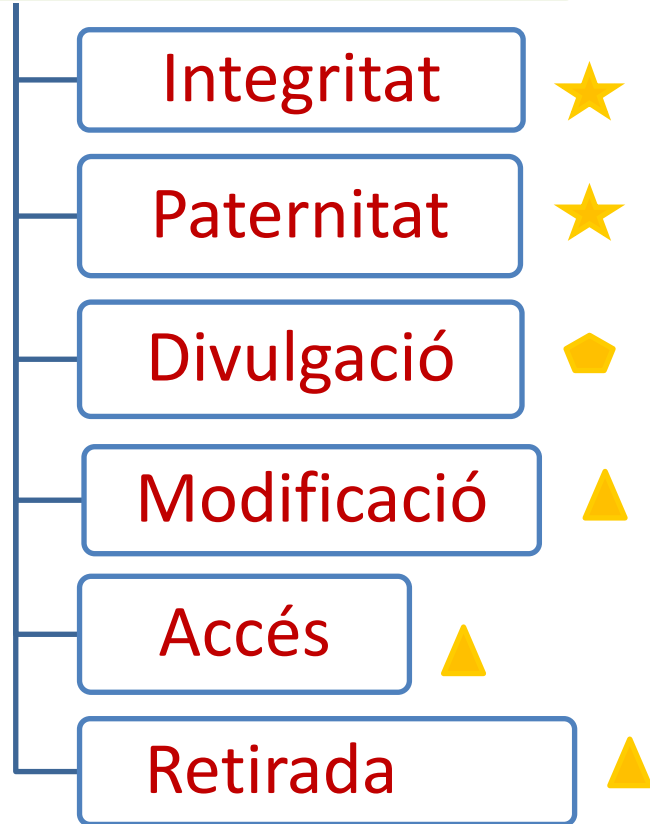 Integritat
Paternitat
Divulgació
Modificació
Accés
Retirada